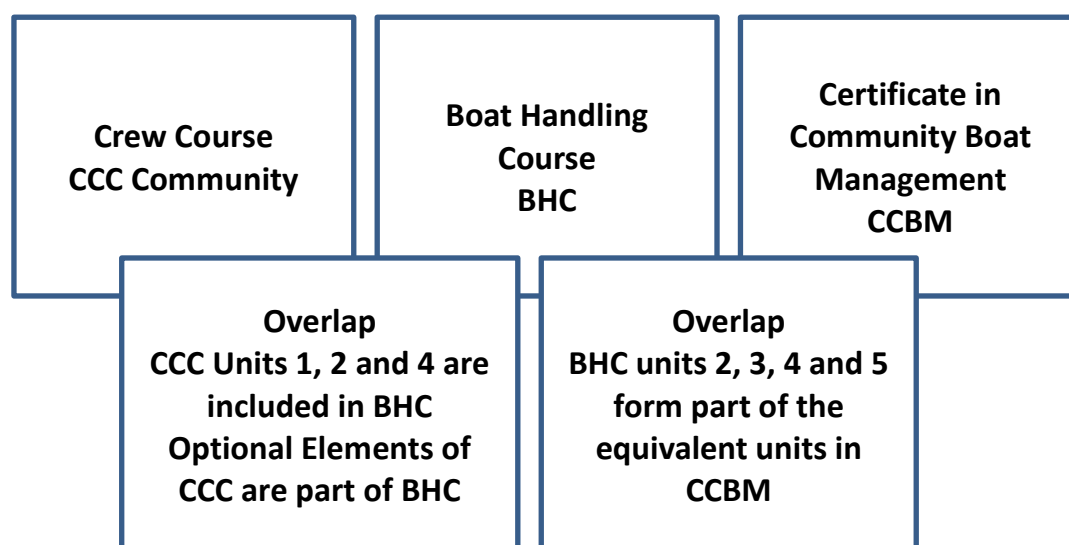 Crew Course
CCC Community
Boat Handling
Course
BHC
Certificate in
Community Boat
Management
CCBM
Overlap
CCC Units 1, 2 and 4 are
included in BHC
Optional Elements of
CCC are part of BHC
Overlap
BHC units 2, 3, 4 and 5
form part of the
equivalent units in
CCBM